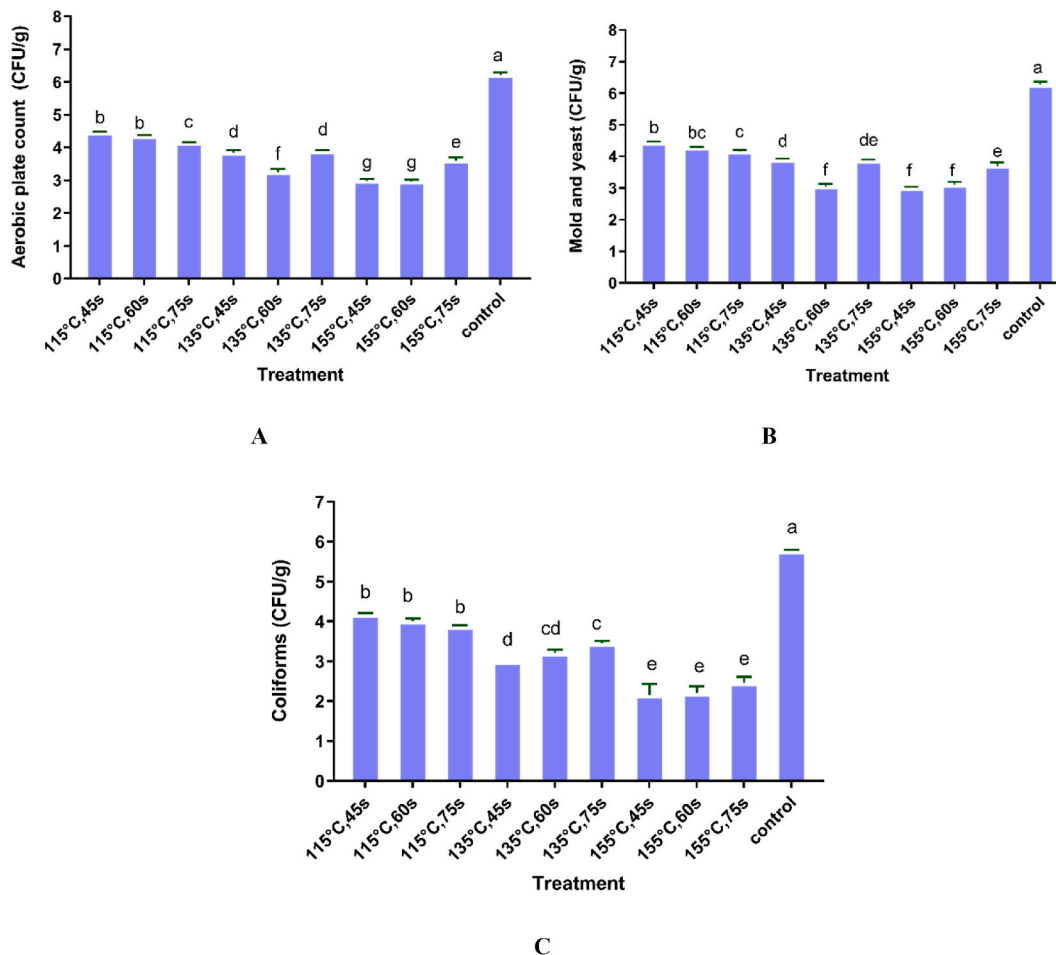 Aerobic plate count (CFU/g)
8
7
6
5
4
3
2
1
0
b
b
c
d
f
d
g
g
e
a
115°C,45s
115°C,60s
115°C,75s
135°C,45s
135°C,60s
135°C,75s
155°C,45s
155°C,60s
155°C,75s
control
Treatment
A
Mold and yeast (CFU/g)
8
7
6
5
4
3
2
1
0
b
bc
c
d
f
de
f
f
e
a
115°C,45s
115°C,60s
115°C,75s
135°C,45s
135°C,60s
135°C,75s
155°C,45s
155°C,60s
155°C,75s
control
Treatment
B
Coliforms (CFU/g)
7
6
5
4
3
2
1
0
b
b
b
d
cd
c
e
e
e
a
115°C,45s
115°C,60s
115°C,75s
135°C,45s
135°C,60s
135°C,75s
155°C,45s
155°C,60s
155°C,75s
control
Treatment
C